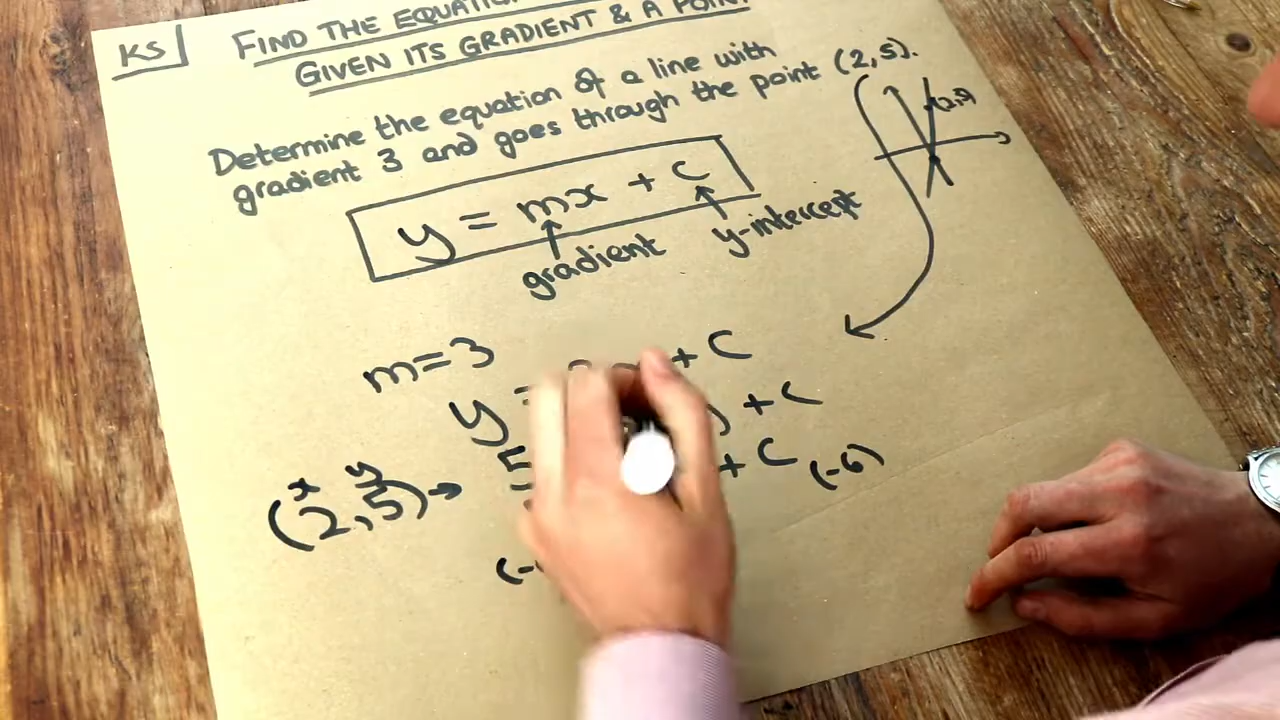 KS
FIND THE EQUATION
GIVEN ITS GRADIENT & A POINT
Determine the equation of a line with
gradient 3 and goes through the point (2,5).
(2,5)
y = mx + c
gradient
y-intercept
m=3
y + c
+ c
x y
(2,5)→ 5 + c (-6)
(-